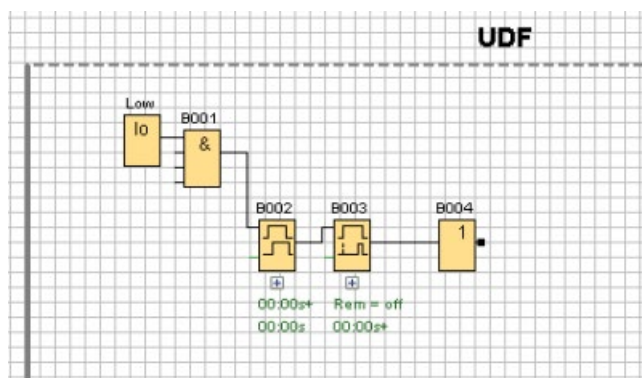 UDF
Low
lo
B001
&
B002
B003
B004
1
00:00s+
Rem = off
00:00s
00:00s+